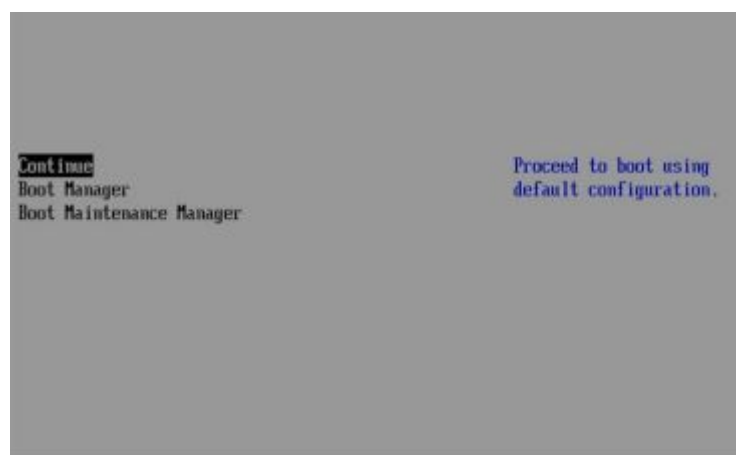 Continue
Boot Manager
Boot Maintenance Manager
Proceed to boot using
default configuration.